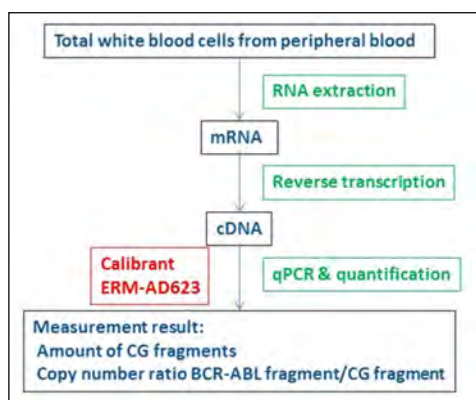 Total white blood cells from peripheral blood
RNA extraction
mRNA
Reverse transcription
cDNA
Calibrant
ERM-AD623
qPCR & quantification
Measurement result:
Amount of CG fragments
Copy number ratio BCR-ABL fragment/CG fragment